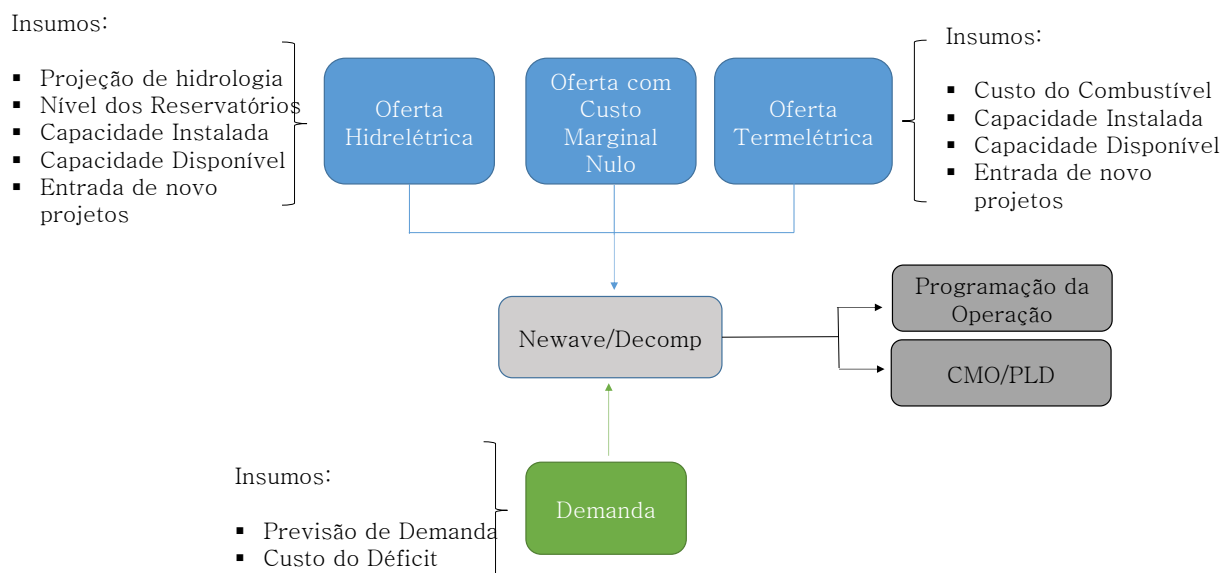 Insumos:
▪ Projeção de hidrologia
▪ Nível dos Reservatórios
▪ Capacidade Instalada
▪ Capacidade Disponível
▪ Entrada de novo
projetos
Oferta
Hidrelétrica
Oferta com
Custo
Marginal
Nulo
Oferta
Termelétrica
Insumos:
▪ Custo do Combustível
▪ Capacidade Instalada
▪ Capacidade Disponível
▪ Entrada de novo
projetos
Newave/Decomp
Programação da
Operação
CMO/PLD
Insumos:
▪ Previsão de Demanda
▪ Custo do Déficit
Demanda